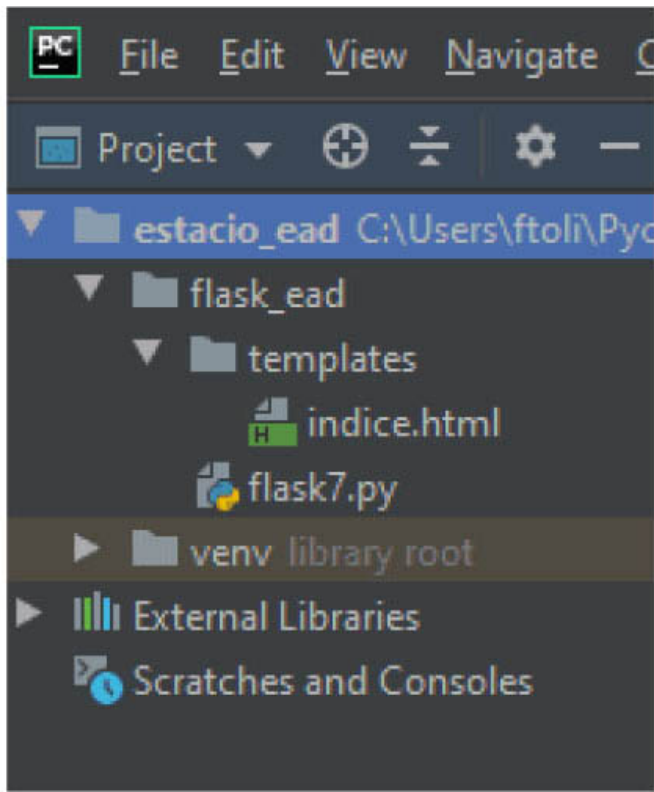 PC File Edit View Navigate C
Project
estacio_ead C:\Users\ftoli\Pyc
flask_ead
templates
H indice.html
flask7.py
venv library root
External Libraries
Scratches and Consoles